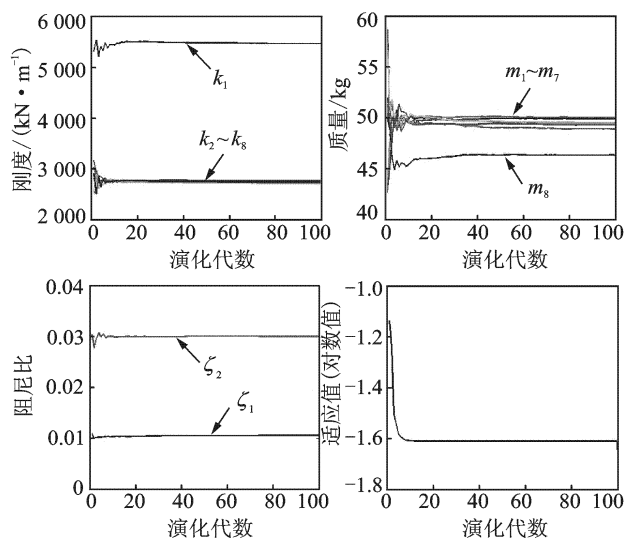 刚度/(kN·m⁻¹)
6 000
5 000
4 000
3 000
2 000
k₁
k₂~k₈
0 20 40 60 80 100
演化代数
质量/kg
60
55
50
45
40
m₁~m₇
m₈
0 20 40 60 80 100
演化代数
阻尼比
0.04
0.03
0.02
0.01
0
ζ₂
ζ₁
0 20 40 60 80 100
演化代数
适应值(对数值)
−1.0
−1.2
−1.4
−1.6
−1.8
0 20 40 60 80 100
演化代数